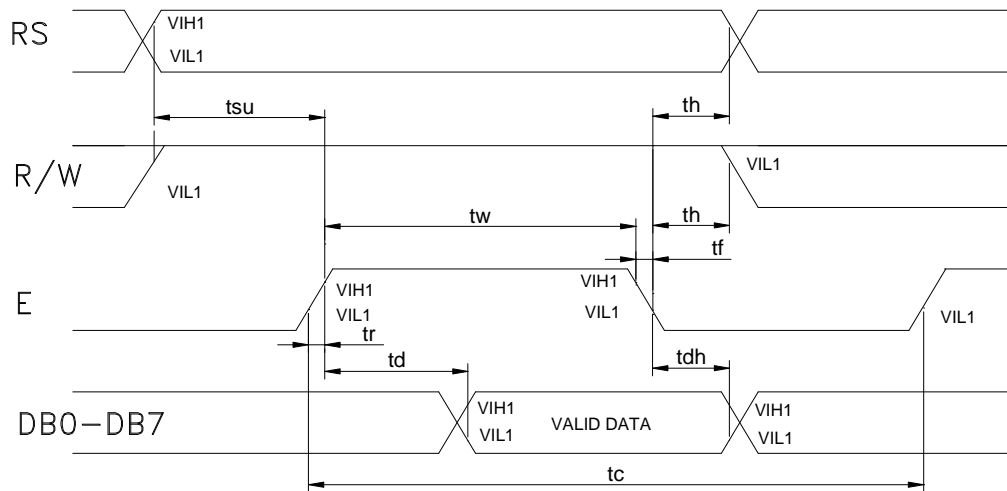 RS
VIH1
VIL1
tsu
th
R/W
VIL1
VIL1
tw
th
tf
E
VIH1
VIL1
VIH1
VIL1
VIL1
tr
td
tdh
DB0-DB7
VIH1
VIL1
VALID DATA
VIH1
VIL1
tc